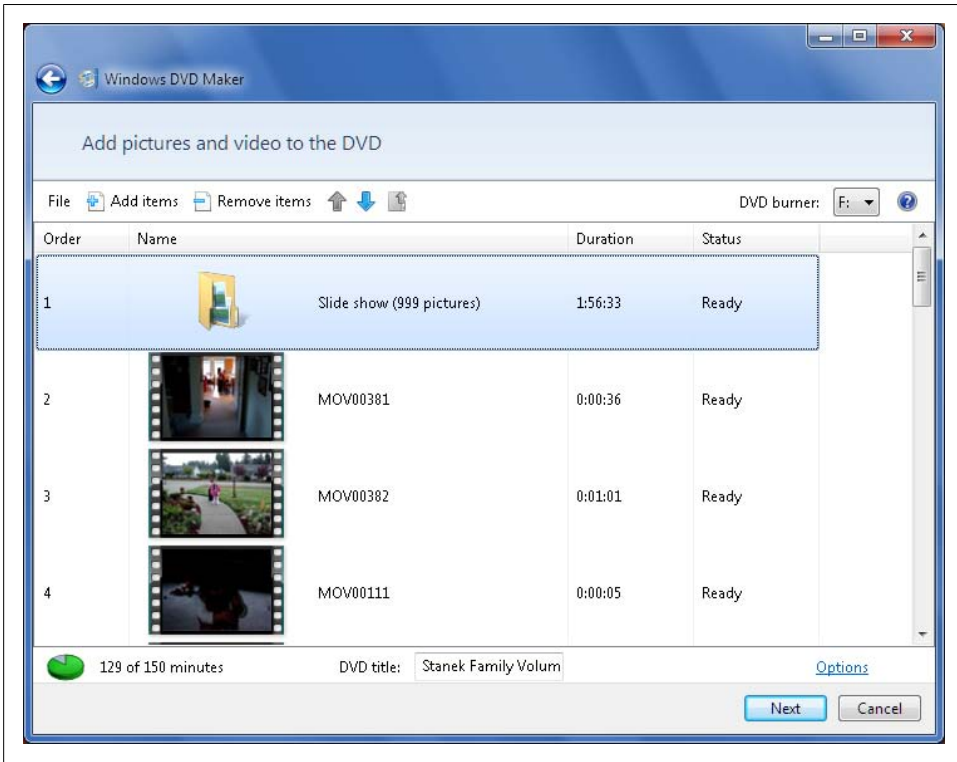 Windows DVD Maker
Add pictures and video to the DVD
File Add items Remove items DVD burner: F:
Order Name Duration Status
1 Slide show (999 pictures) 1:56:33 Ready
2 MOV00381 0:00:36 Ready
3 MOV00382 0:01:01 Ready
4 MOV00111 0:00:05 Ready
129 of 150 minutes DVD title: Stanek Family Volum Options
Next Cancel